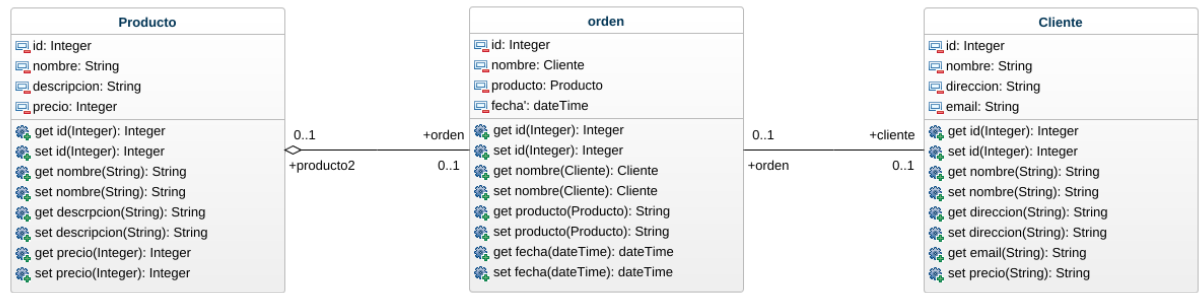 Producto
id: Integer
nombre: String
descripcion: String
precio: Integer
get id(Integer): Integer
set id(Integer): Integer
get nombre(String): String
set nombre(String): String
get descrpcion(String): String
set descripcion(String): String
get precio(Integer): Integer
set precio(Integer): Integer
0..1 +orden
+producto2 0..1
orden
id: Integer
nombre: Cliente
producto: Producto
fecha': dateTime
get id(Integer): Integer
set id(Integer): Integer
get nombre(Cliente): Cliente
set nombre(Cliente): Cliente
get producto(Producto): String
set producto(Producto): String
get fecha(dateTime): dateTime
set fecha(dateTime): dateTime
0..1 +cliente
+orden 0..1
Cliente
id: Integer
nombre: String
direccion: String
email: String
get id(Integer): Integer
set id(Integer): Integer
get nombre(String): String
set nombre(String): String
get direccion(String): String
set direccion(String): String
get email(String): String
set precio(String): String